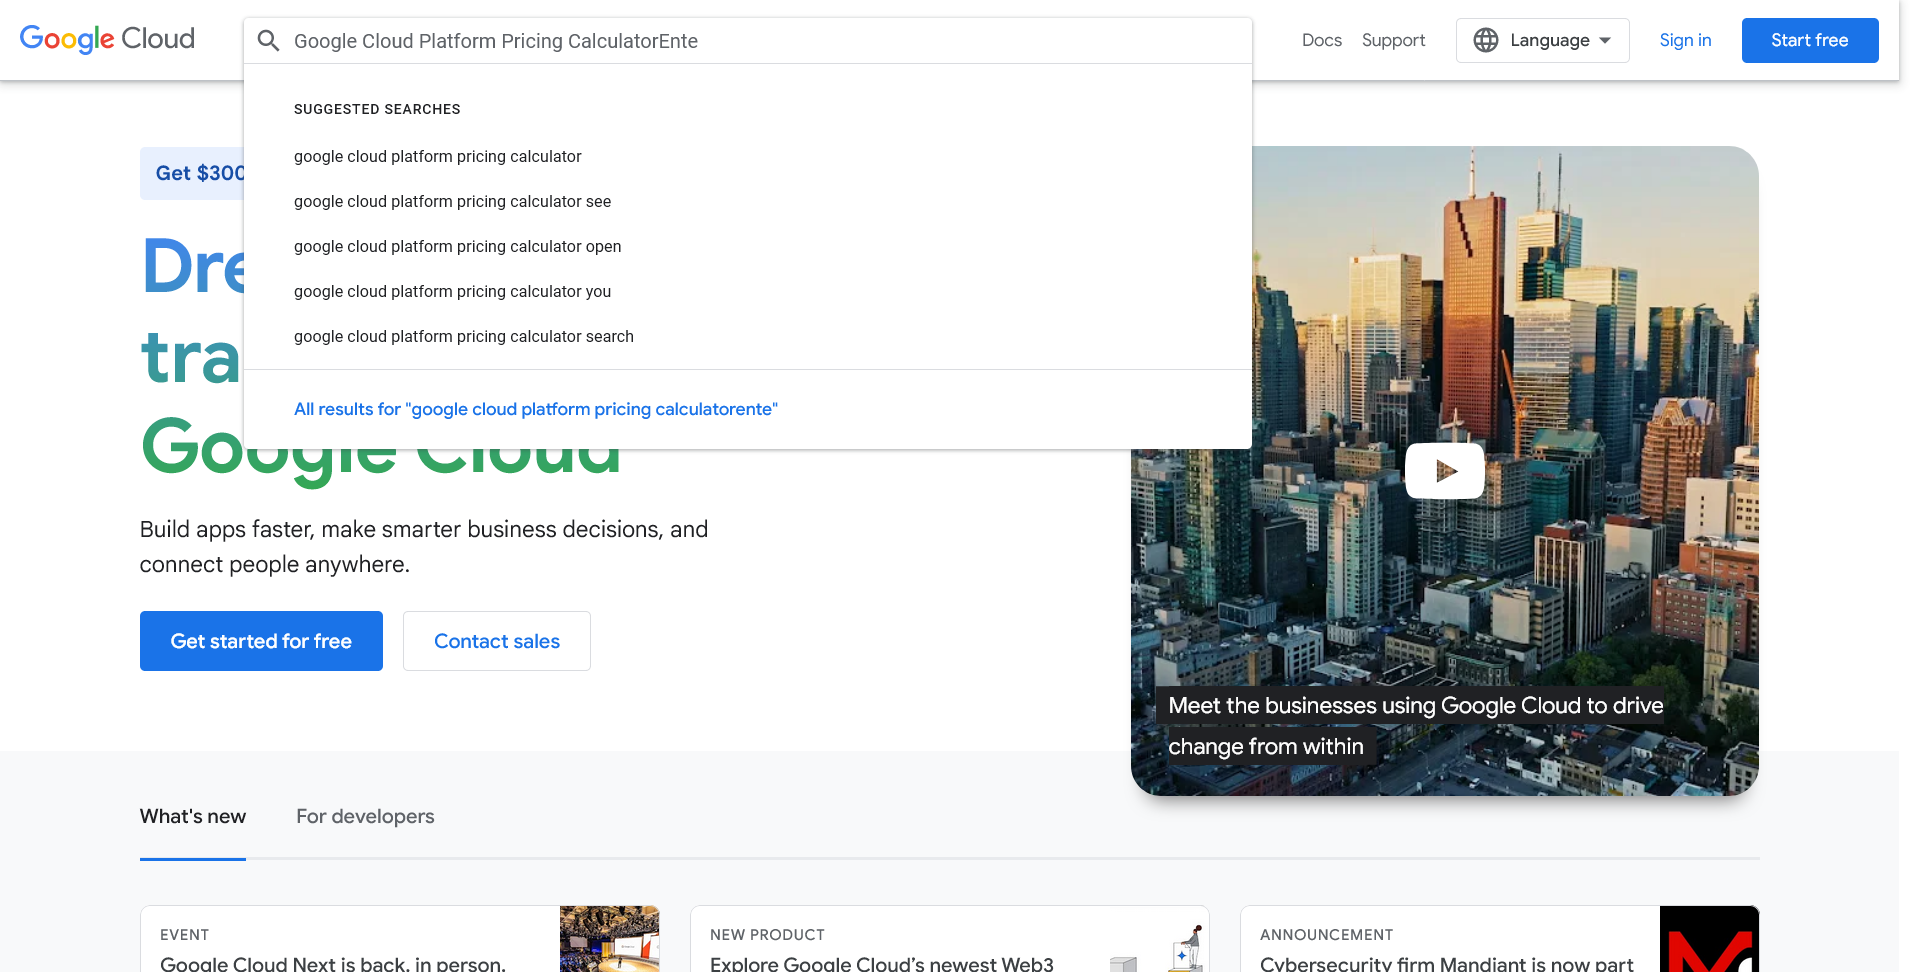 Google Cloud
Google Cloud Platform Pricing CalculatorEnte
Docs
Support
Language
Sign in
Start free
SUGGESTED SEARCHES
google cloud platform pricing calculator
google cloud platform pricing calculator see
google cloud platform pricing calculator open
google cloud platform pricing calculator you
google cloud platform pricing calculator search
All results for "google cloud platform pricing calculatorente"
Get $300
Dre
tra
Google Cloud
Build apps faster, make smarter business decisions, and
connect people anywhere.
Get started for free
Contact sales
Meet the businesses using Google Cloud to drive
change from within
What's new
For developers
EVENT
Google Cloud Next is back, in person.
NEW PRODUCT
Explore Google Cloud’s newest Web3
ANNOUNCEMENT
Cybersecurity firm Mandiant is now part